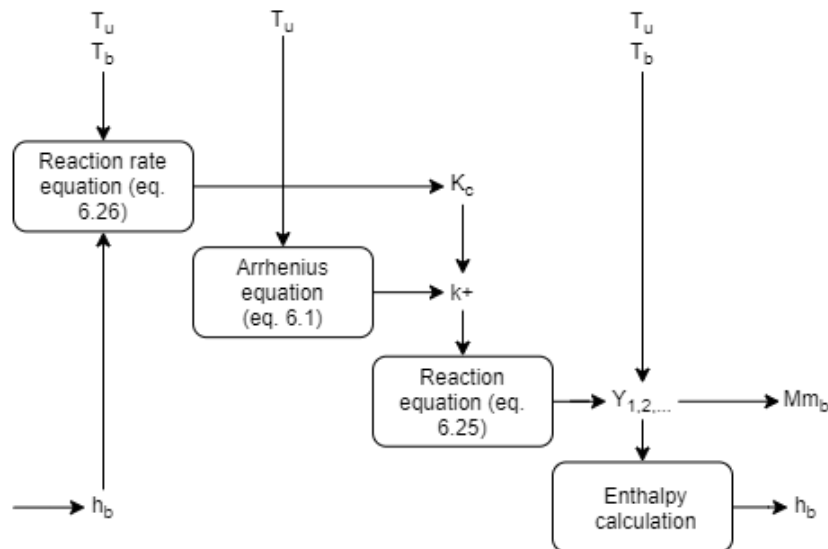 T_u
T_b
T_u
T_u
T_b
Reaction rate
equation (eq.
6.26)
K_c
Arrhenius
equation
(eq. 6.1)
k+
Reaction
equation (eq.
6.25)
Y_1,2,...
Mm_b
h_b
Enthalpy
calculation
h_b